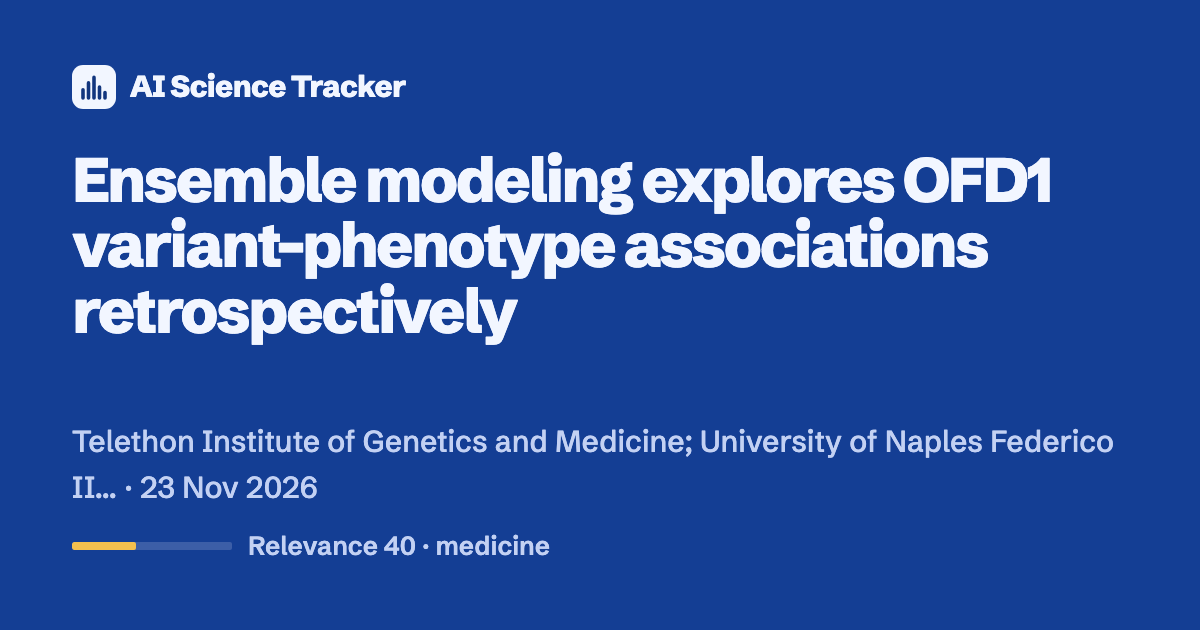 AI Science Tracker
Ensemble modeling explores OFD1
variant-phenotype associations
retrospectively
Telethon Institute of Genetics and Medicine; University of Naples Federico
II... · 23 Nov 2026
Relevance 40 · medicine